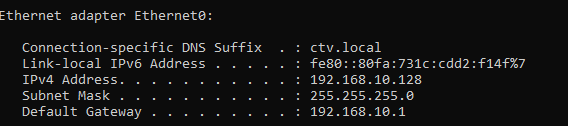 Ethernet adapter Ethernet0:
Connection-specific DNS Suffix  . : ctv.local
Link-local IPv6 Address . . . . . : fe80::80fa:731c:cdd2:f14f%7
IPv4 Address. . . . . . . . . . . : 192.168.10.128
Subnet Mask . . . . . . . . . . . : 255.255.255.0
Default Gateway . . . . . . . . . : 192.168.10.1